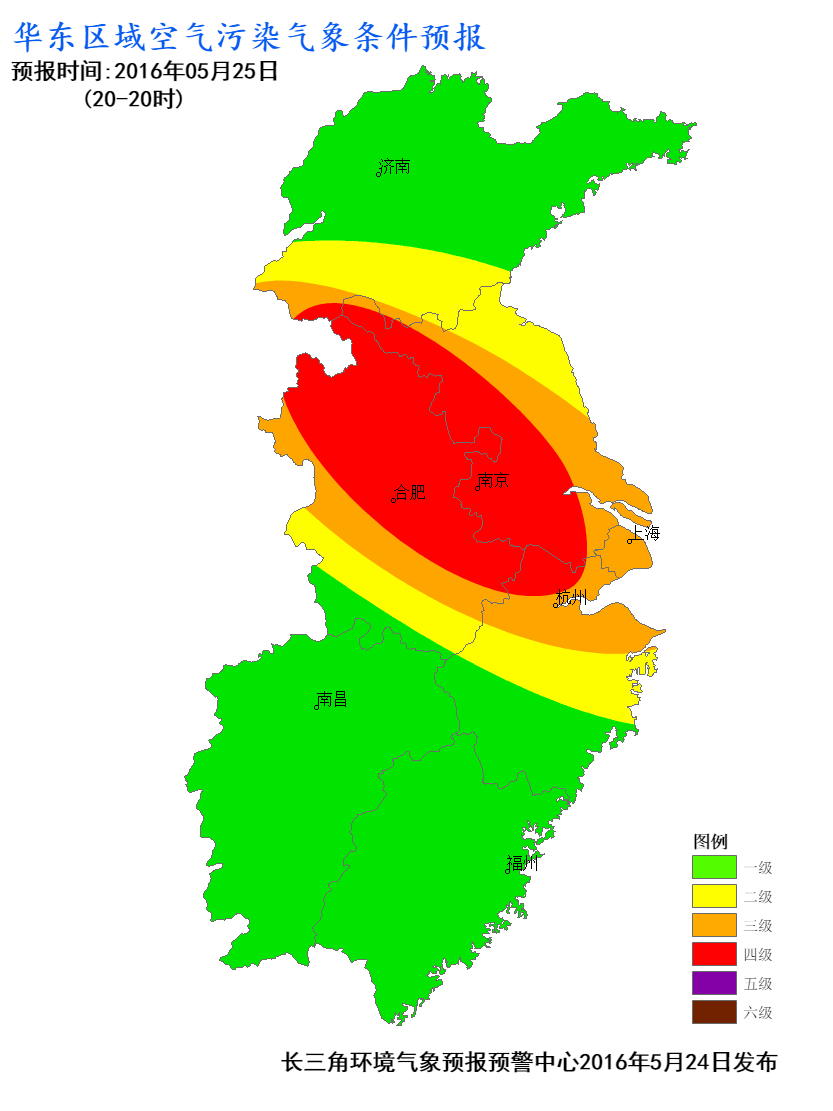 华东区域空气污染气象条件预报
预报时间:2016年05月25日
(20-20时)
济南
南京
合肥
上海
杭州
南昌
福州
图例
一级
二级
三级
四级
五级
六级
长三角环境气象预报预警中心2016年5月24日发布